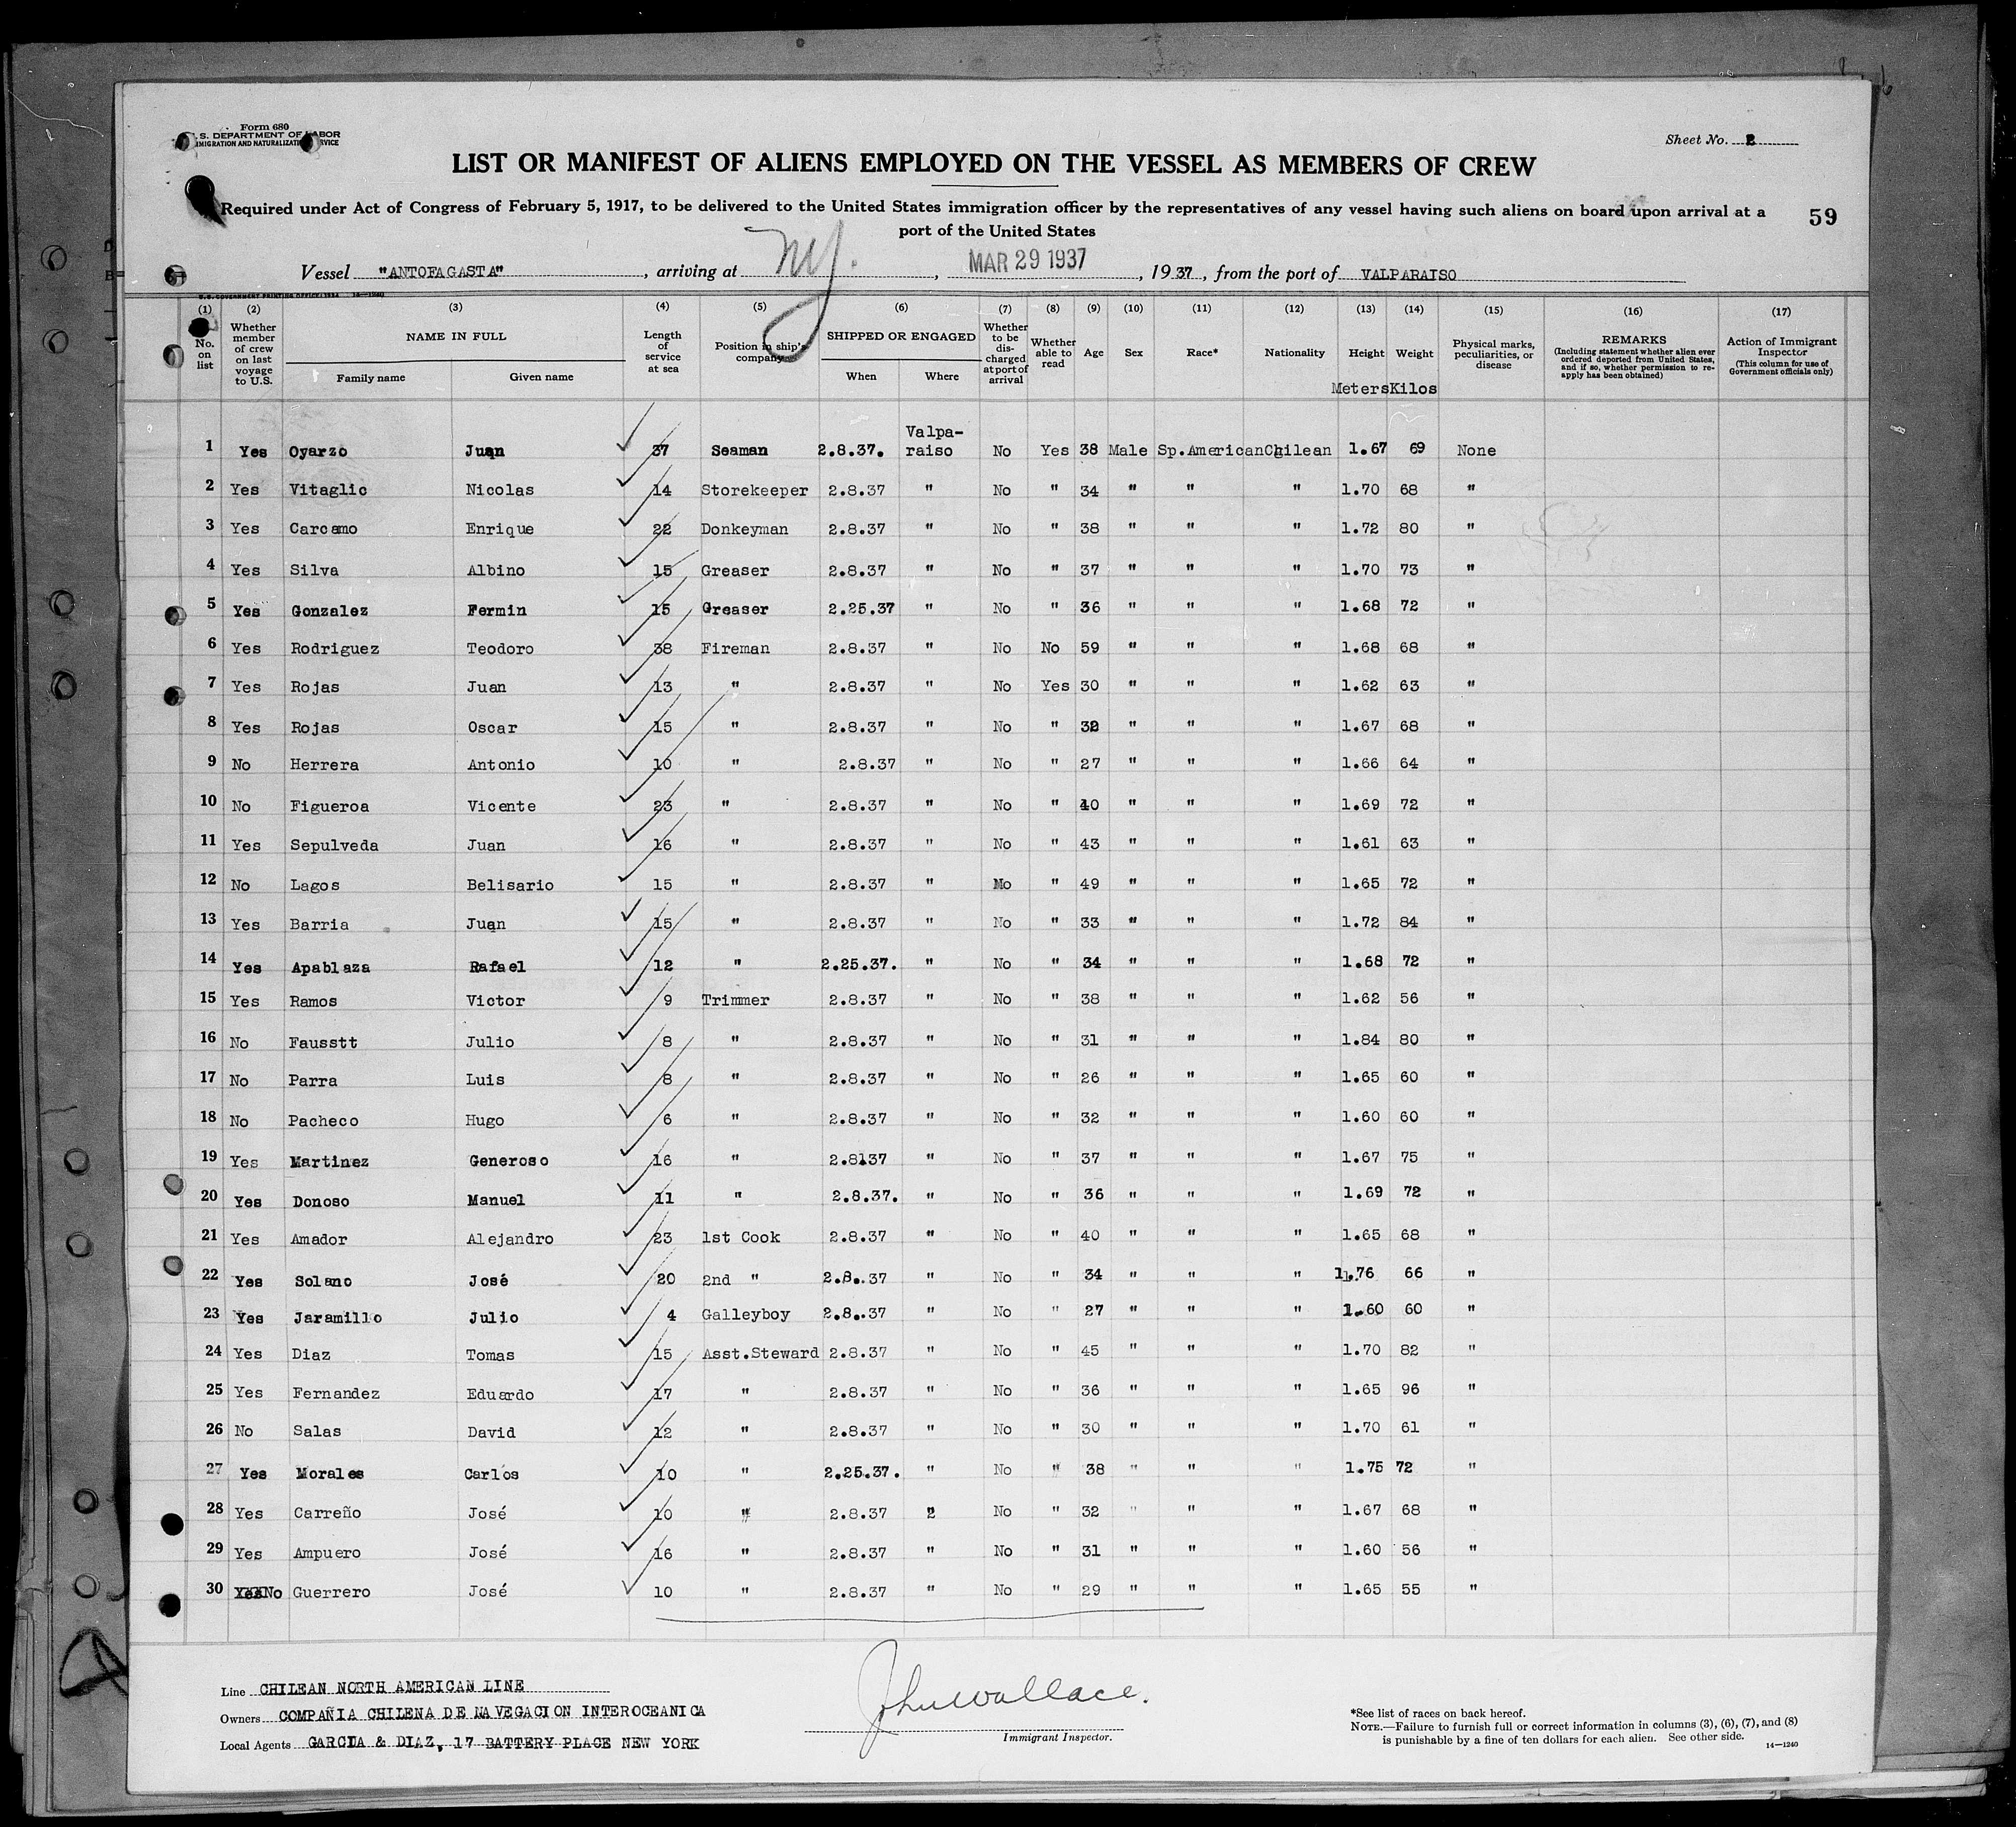 Form 680
U.S. DEPARTMENT OF LABOR
IMMIGRATION AND NATURALIZATION SERVICE
Sheet No. 2
LIST OR MANIFEST OF ALIENS EMPLOYED ON THE VESSEL AS MEMBERS OF CREW
Required under Act of Congress of February 5, 1917, to be delivered to the United States immigration officer by the representatives of any vessel having such aliens on board upon arrival at a
port of the United States
59
Vessel "ANTOFAGASTA", arriving at NY., MAR 29 1937, 1937, from the port of VALPARAISO
U.S. GOVERNMENT PRINTING OFFICE: 1934 14—1240
(1) (2) (3) (4) (5) (6) (7) (8) (9) (10) (11) (12) (13) (14) (15) (16) (17)
No. on list
Whether member of crew on last voyage to U.S.
NAME IN FULL
Family name Given name
Length of service at sea
Position in ship's company
SHIPPED OR ENGAGED
When Where
Whether to be discharged at port of arrival
Whether able to read
Age
Sex
Race*
Nationality
Height
Weight
Physical marks, peculiarities, or disease
REMARKS
(Including statement whether alien ever ordered deported from United States, and if so, whether permission to reapply has been obtained)
Action of Immigrant Inspector
(This column for use of Government officials only)
Meters Kilos
1 Yes Oyarzo Juan 37 Seaman 2.8.37. Valpa-raiso No Yes 38 Male Sp.American Chilean 1.67 69 None
2 Yes Vitaglic Nicolas 14 Storekeeper 2.8.37 " No " 34 " " " 1.70 68 "
3 Yes Carcamo Enrique 22 Donkeyman 2.8.37 " No " 38 " " " 1.72 80 "
4 Yes Silva Albino 15 Greaser 2.8.37 " No " 37 " " " 1.70 73 "
5 Yes Gonzalez Fermin 15 Greaser 2.25.37 " No " 36 " " " 1.68 72 "
6 Yes Rodriguez Teodoro 38 Fireman 2.8.37 " No No 59 " " " 1.68 68 "
7 Yes Rojas Juan 13 " 2.8.37 " No Yes 30 " " " 1.62 63 "
8 Yes Rojas Oscar 15 " 2.8.37 " No " 32 " " " 1.67 68 "
9 No Herrera Antonio 10 " 2.8.37 " No " 27 " " " 1.66 64 "
10 No Figueroa Vicente 23 " 2.8.37 " No " 40 " " " 1.69 72 "
11 Yes Sepulveda Juan 16 " 2.8.37 " No " 43 " " " 1.61 63 "
12 No Lagos Belisario 15 " 2.8.37 " No " 49 " " " 1.65 72 "
13 Yes Barria Juan 15 " 2.8.37 " No " 33 " " " 1.72 84 "
14 Yes Apablaza Rafael 12 " 2.25.37. " No " 34 " " " 1.68 72 "
15 Yes Ramos Victor 9 Trimmer 2.8.37 " No " 38 " " " 1.62 56 "
16 No Fausstt Julio 8 " 2.8.37 " No " 31 " " " 1.84 80 "
17 No Parra Luis 8 " 2.8.37 " No " 26 " " " 1.65 60 "
18 No Pacheco Hugo 6 " 2.8.37 " No " 32 " " " 1.60 60 "
19 Yes Martinez Generoso 16 " 2.8137 " No " 37 " " " 1.67 75 "
20 Yes Donoso Manuel 11 " 2.8.37. " No " 36 " " " 1.69 72 "
21 Yes Amador Alejandro 23 1st Cook 2.8.37 " No " 40 " " " 1.65 68 "
22 Yes Solano José 20 2nd " 2.8..37 " No " 34 " " " 1.76 66 "
23 Yes Jaramillo Julio 4 Galleyboy 2.8..37 " No " 27 " " " 1.60 60 "
24 Yes Diaz Tomas 15 Asst.Steward 2.8.37 " No " 45 " " " 1.70 82 "
25 Yes Fernandez Eduardo 17 " 2.8.37 " No " 36 " " " 1.65 96 "
26 No Salas David 12 " 2.8.37 " No " 30 " " " 1.70 61 "
27 Yes Morales Carlos 10 " 2.25.37. " No " 38 " " " 1.75 72 "
28 Yes Carreño José 10 " 2.8.37 2 No " 32 " " " 1.67 68 "
29 Yes Ampuero José 16 " 2.8.37 " No " 31 " " " 1.60 56 "
30 Yes No Guerrero José 10 " 2.8.37 " No " 29 " " " 1.65 55 "
Line CHILEAN NORTH AMERICAN LINE
Owners COMPAÑIA CHILENA DE NAVEGACION INTEROCEANICA
Local Agents GARCIA & DIAZ, 17 BATTERY PLACE NEW YORK
John Wallace.
Immigrant Inspector.
*See list of races on back hereof.
NOTE.—Failure to furnish full or correct information in columns (3), (6), (7), and (8)
is punishable by a fine of ten dollars for each alien. See other side.
14—1240